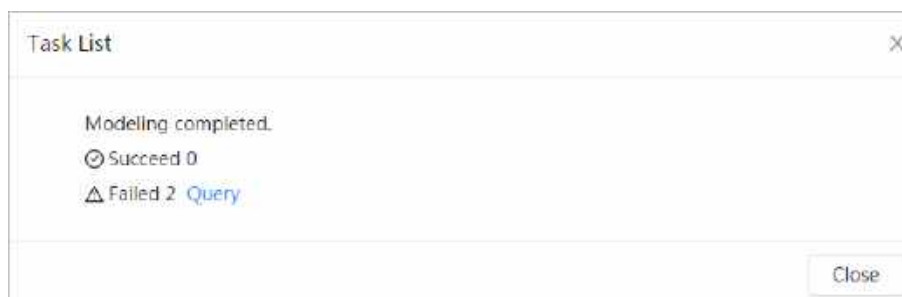 Task List
Modeling completed.
Succeed 0
Failed 2 Query
Close